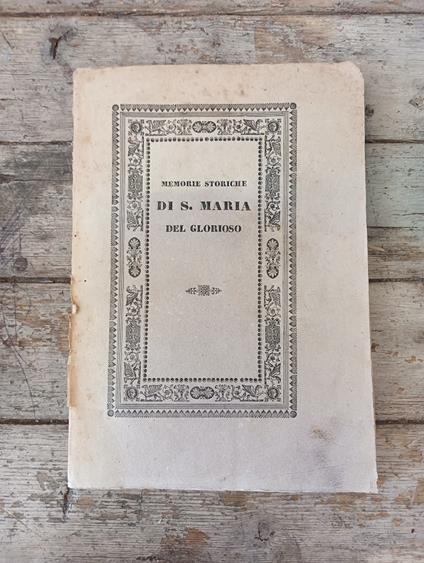 MEMORIE STORICHE
DI S. MARIA
DEL GLORIOSO